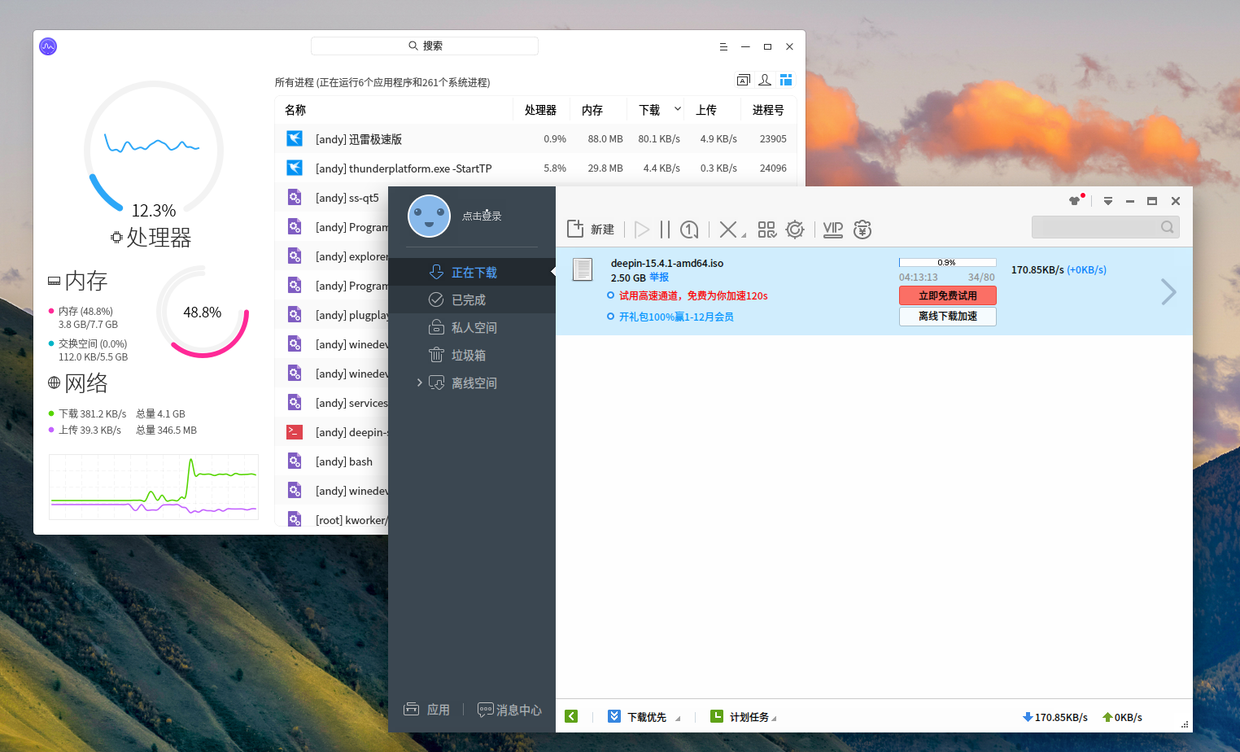 搜索
所有进程 (正在运行6个应用程序和261个系统进程)
名称 处理器 内存 下载 上传 进程号
[andy] 迅雷极速版 0.9% 88.0 MB 80.1 KB/s 4.9 KB/s 23905
[andy] thunderplatform.exe -StartTP 5.8% 29.8 MB 4.4 KB/s 0.3 KB/s 24096
[andy] ss-qt5
[andy] Program
[andy] explorer
[andy] Program
[andy] plugplay
[andy] winedev
[andy] winedev
[andy] services
[andy] deepin-s
[andy] bash
[andy] winedev
[root] kworker/
12.3%
处理器
内存
内存 (48.8%)
3.8 GB/7.7 GB
交换空间 (0.0%)
112.0 KB/5.5 GB
48.8%
网络
下载 381.2 KB/s 总量 4.1 GB
上传 39.3 KB/s 总量 346.5 MB
点击登录
正在下载
已完成
私人空间
垃圾箱
离线空间
应用 消息中心
新建 VIP
deepin-15.4.1-amd64.iso
2.50 GB 举报
试用高速通道，免费为你加速120s
开礼包100%赢1-12月会员
0.9%
04:13:13 34/80
立即免费试用
离线下载加速
170.85KB/s (+0KB/s)
下载优先 计划任务 170.85KB/s 0KB/s